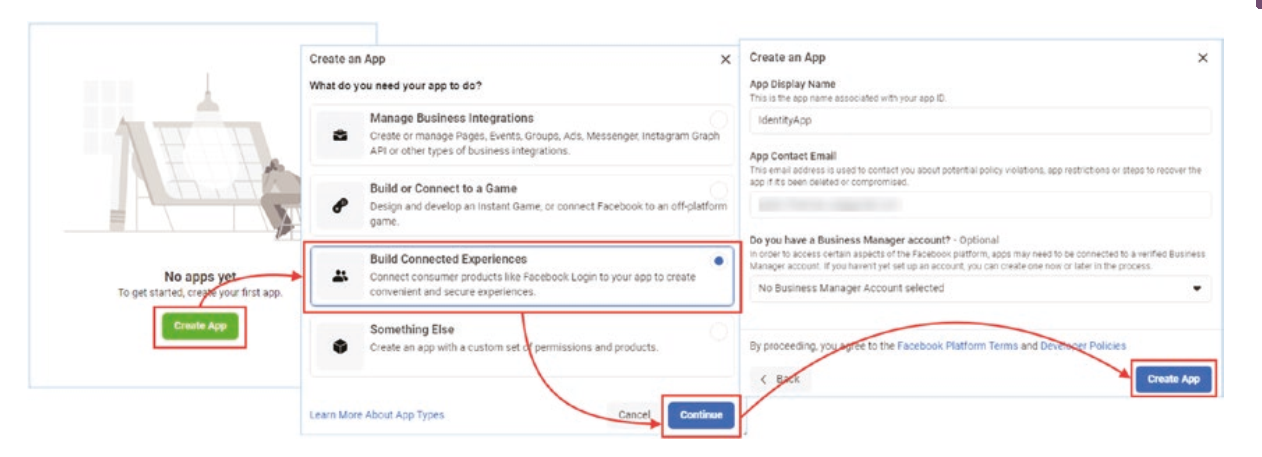 No apps yet
To get started, create your first app.
Create App
Create an App
What do you need your app to do?
Manage Business Integrations
Create or manage Pages, Events, Groups, Ads, Messenger, Instagram Graph
API or other types of business integrations.
Build or Connect to a Game
Design and develop an Instant Game, or connect Facebook to an off-platform
game.
Build Connected Experiences
Connect consumer products like Facebook Login to your app to create
convenient and secure experiences.
Something Else
Create an app with a custom set of permissions and products.
Learn More About App Types
Cancel
Continue
Create an App
App Display Name
This is the app name associated with your app ID.
IdentityApp
App Contact Email
This email address is used to contact you about potential policy violations, app restrictions or steps to recover the
app if its been deleted or compromised.
Do you have a Business Manager account? - Optional
In order to access certain aspects of the Facebook platform, apps may need to be connected to a verified Business
Manager account. If you haven't yet set up an account, you can create one now or later in the process.
No Business Manager Account selected
By proceeding, you agree to the Facebook Platform Terms and Developer Policies
Back
Create App